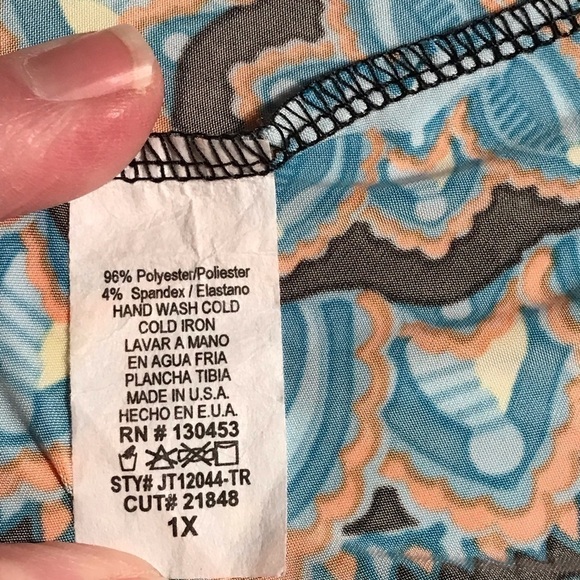 96% Polyester/Poliester
4% Spandex / Elastano
HAND WASH COLD
COLD IRON
LAVAR A MANO
EN AGUA FRIA
PLANCHA TIBIA
MADE IN U.S.A.
HECHO EN E.U.A.
RN # 130453
STY# JT12044-TR
CUT# 21848
1X